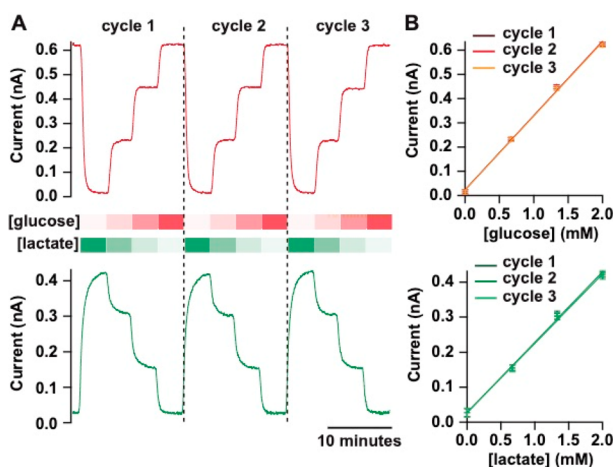 A
cycle 1 cycle 2 cycle 3
Current (nA)
0.6
0.5
0.4
0.3
0.2
0.1
0.0
[glucose]
[lactate]
Current (nA)
0.4
0.3
0.2
0.1
0.0
10 minutes
B
cycle 1
cycle 2
cycle 3
Current (nA)
0.6
0.5
0.4
0.3
0.2
0.1
0.0
0.0 0.5 1.0 1.5 2.0
[glucose] (mM)
cycle 1
cycle 2
cycle 3
Current (nA)
0.4
0.3
0.2
0.1
0.0
0.0 0.5 1.0 1.5 2.0
[lactate] (mM)